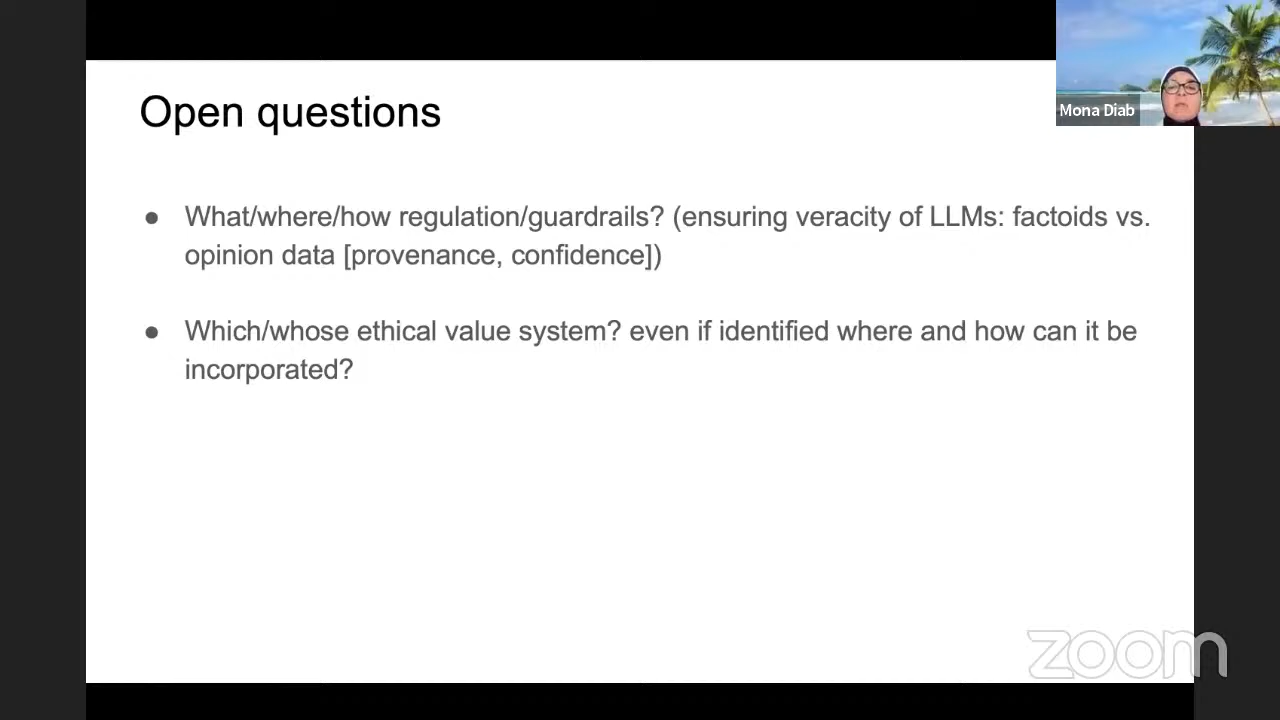 Mona Diab
Open questions
● What/where/how regulation/guardrails? (ensuring veracity of LLMs: factoids vs.
opinion data [provenance, confidence])
● Which/whose ethical value system? even if identified where and how can it be
incorporated?
zoom